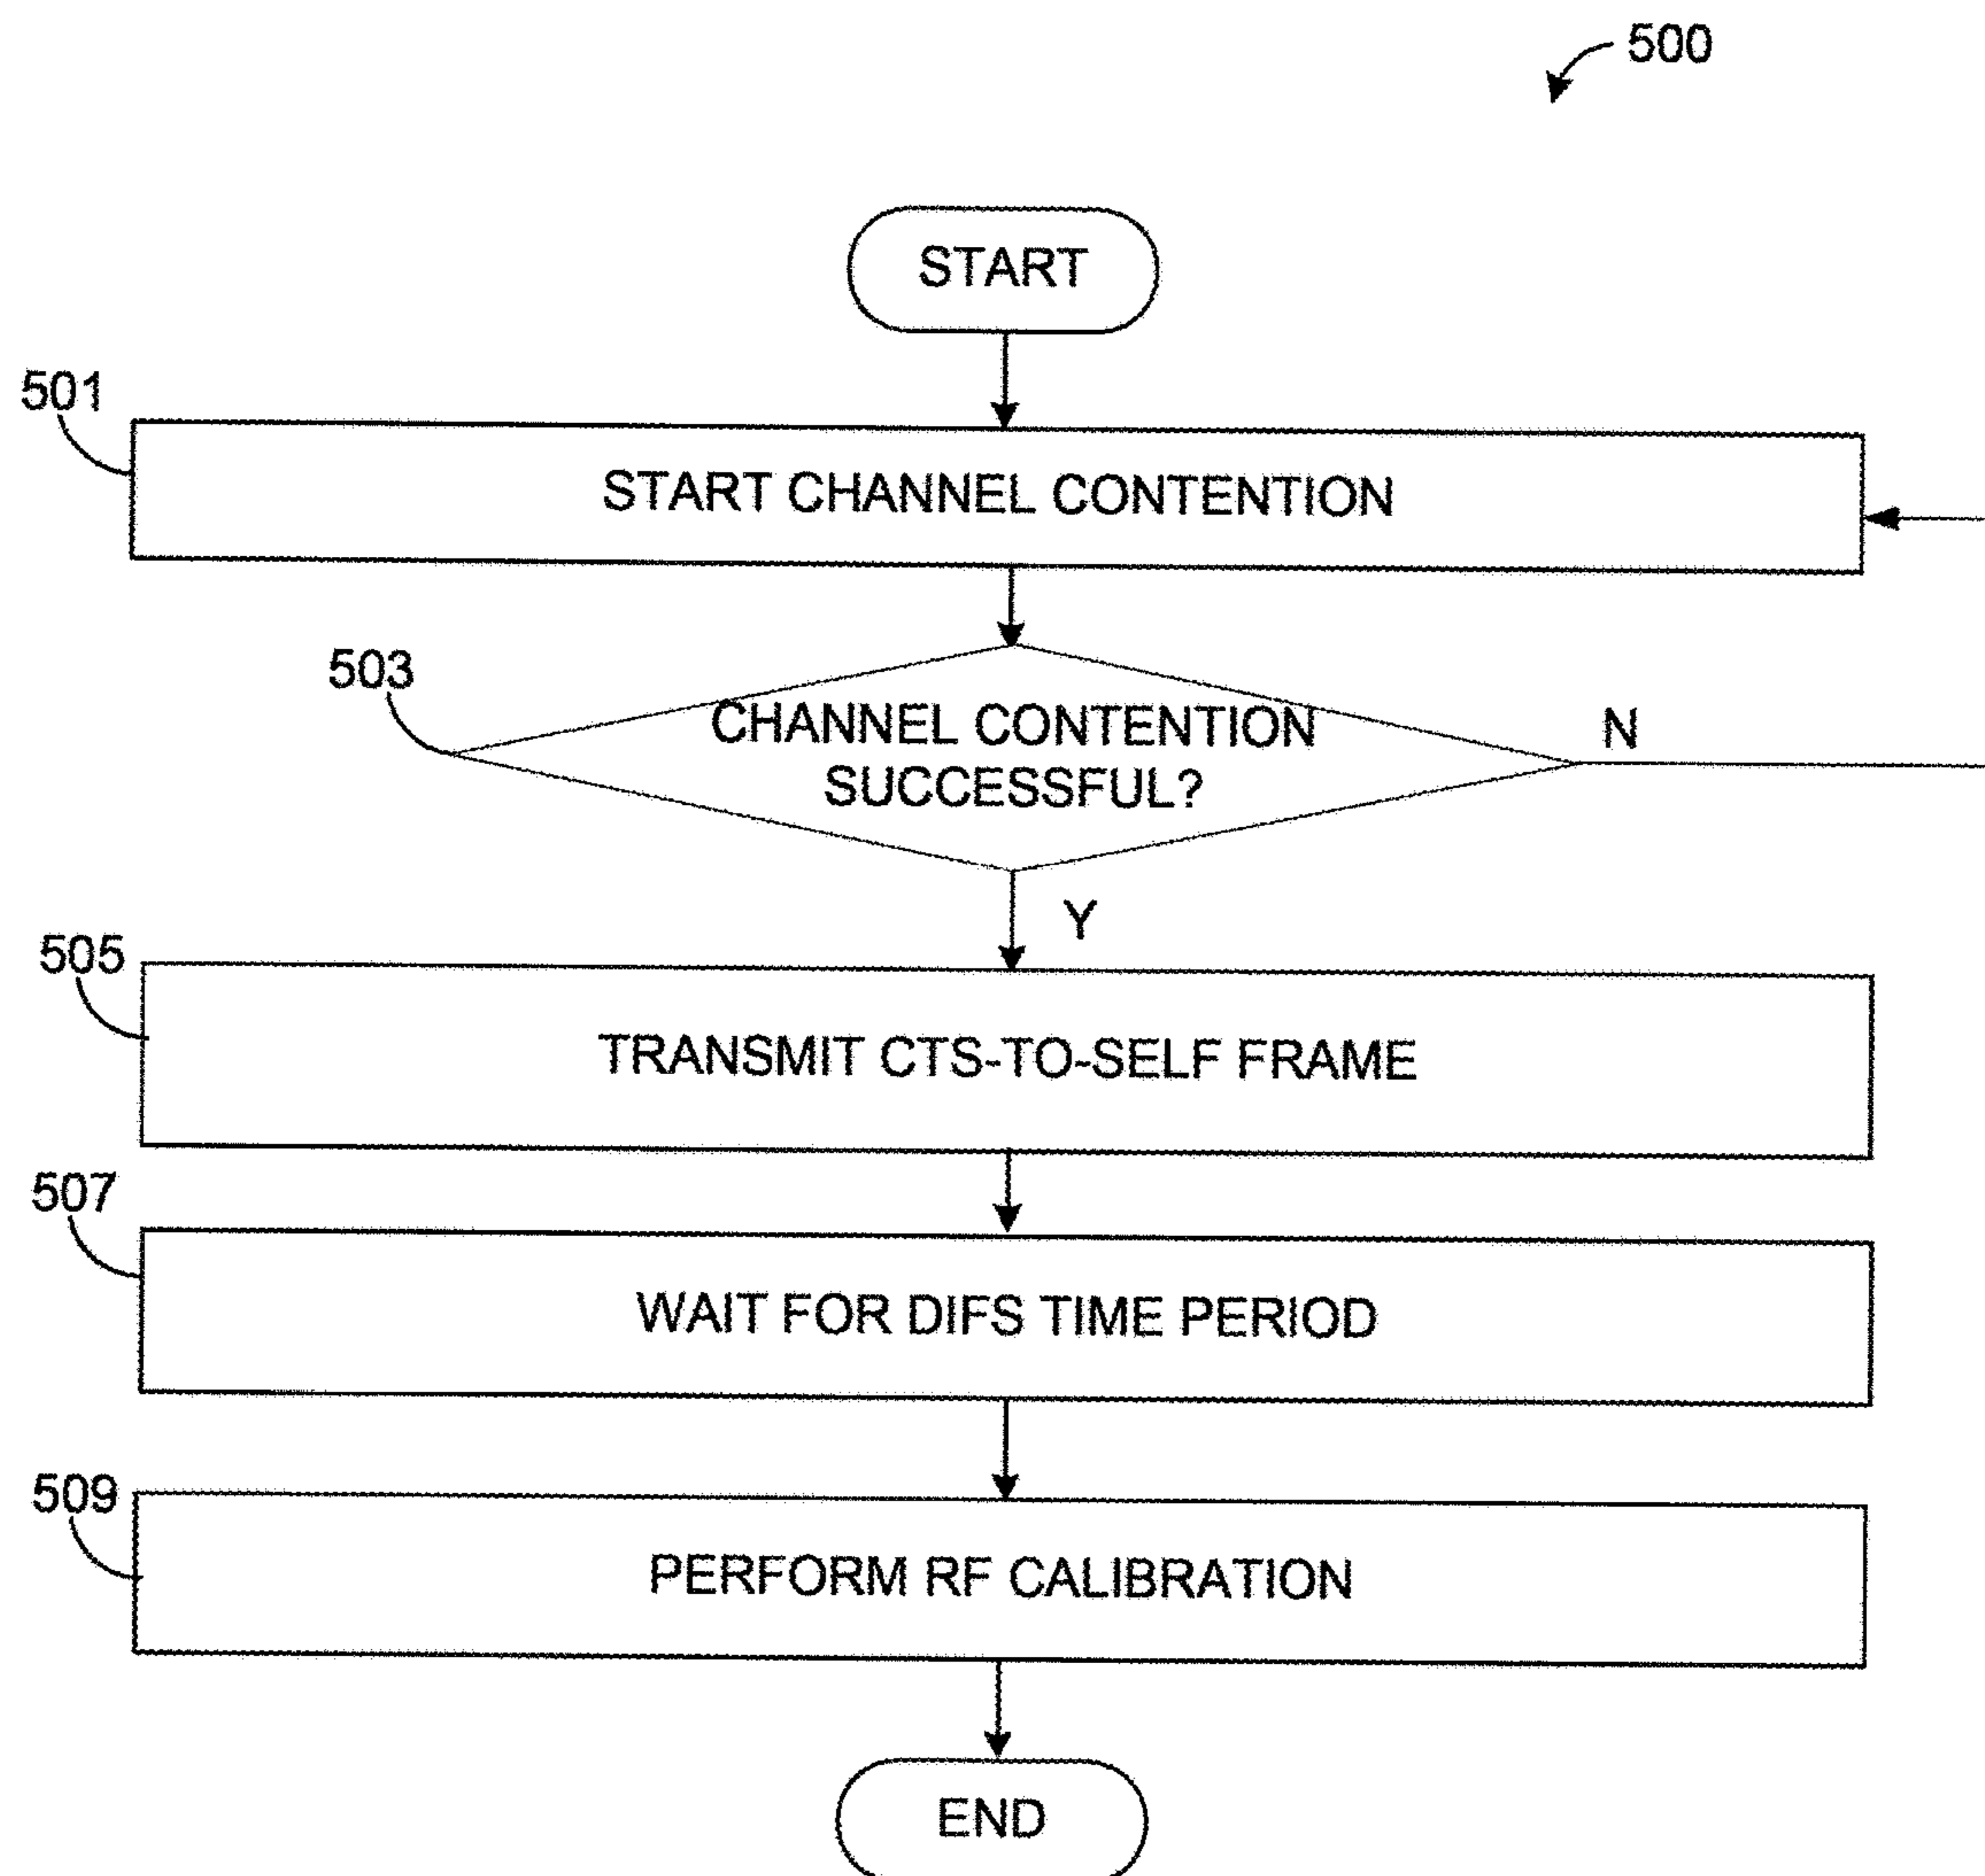 500
START
501
START CHANNEL CONTENTION
503
CHANNEL CONTENTION
SUCCESSFUL?
N
Y
505
TRANSMIT CTS-TO-SELF FRAME
507
WAIT FOR DIFS TIME PERIOD
509
PERFORM RF CALIBRATION
END